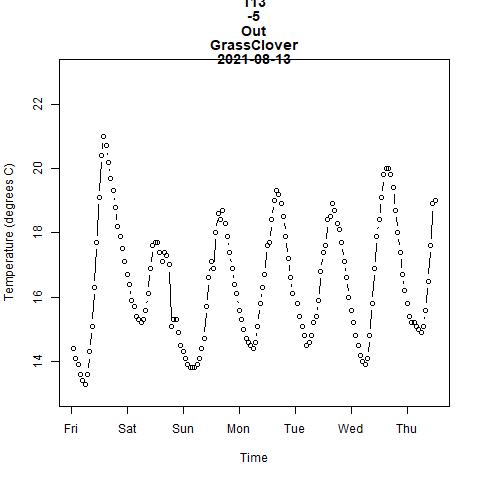 113
-5
Out
GrassClover
2021-08-13
Temperature (degrees C)
22
20
18
16
14
Fri Sat Sun Mon Tue Wed Thu
Time